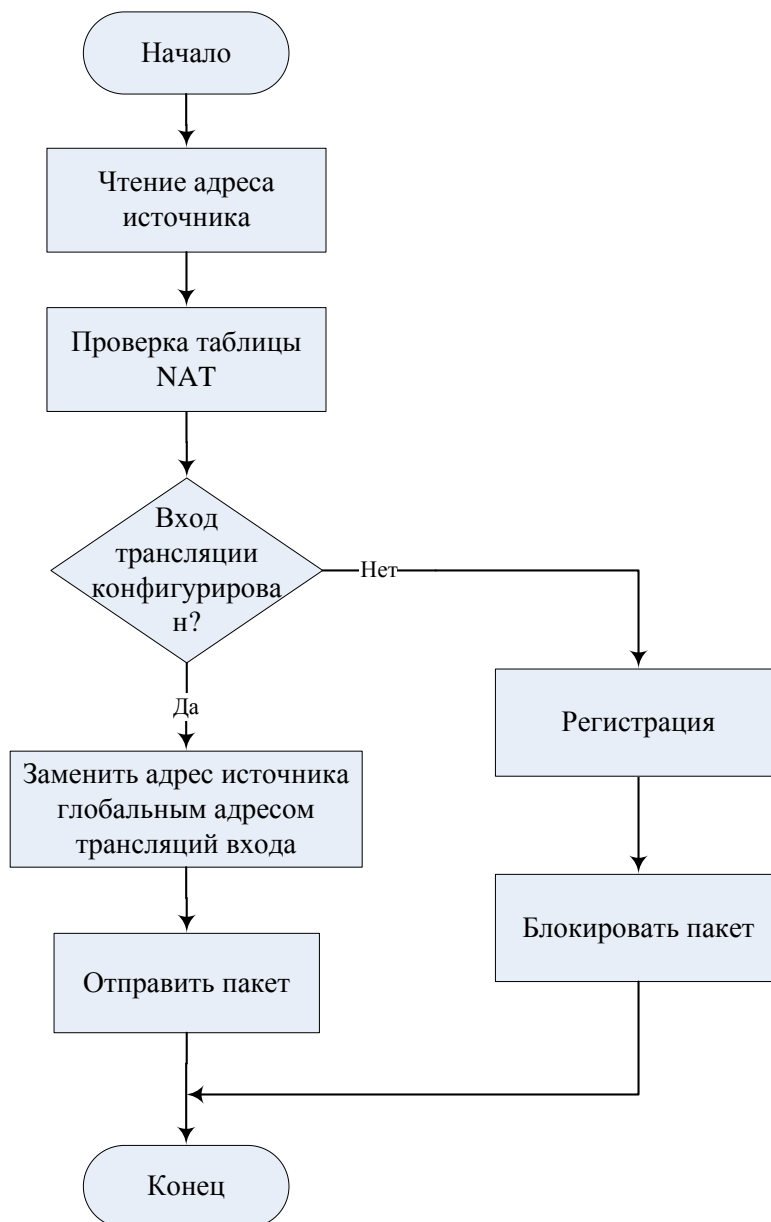 Начало
Чтение адреса
источника
Проверка таблицы
NAT
Вход
трансляции
конфигурирова
н?
Нет
Да
Заменить адрес источника
глобальным адресом
трансляций входа
Отправить пакет
Регистрация
Блокировать пакет
Конец